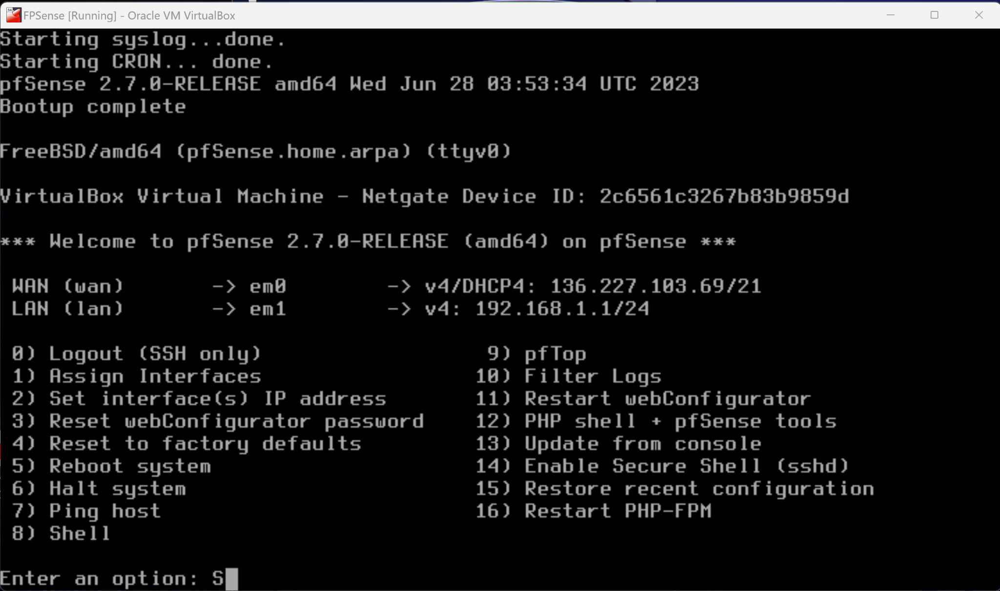 64
FPSense [Running] - Oracle VM VirtualBox
Starting syslog...done.
Starting CRON... done.
pfSense 2.7.0-RELEASE amd64 Wed Jun 28 03:53:34 UTC 2023
Bootup complete
FreeBSD/amd64 (pfSense.home.arpa) (ttyv0)
VirtualBox Virtual Machine - Netgate Device ID: 2c6561c3267b83b9859d
*** Welcome to pfSense 2.7.0-RELEASE (amd64) on pfSense ***
WAN (wan) -> em0 -> v4/DHCP4: 136.227.103.69/21
LAN (lan) -> em1 -> v4: 192.168.1.1/24
0) Logout (SSH only) 9) pfTop
1) Assign Interfaces 10) Filter Logs
2) Set interface(s) IP address 11) Restart webConfigurator
3) Reset webConfigurator password 12) PHP shell + pfSense tools
4) Reset to factory defaults 13) Update from console
5) Reboot system 14) Enable Secure Shell (sshd)
6) Halt system 15) Restore recent configuration
7) Ping host 16) Restart PHP-FPM
8) Shell
Enter an option: S